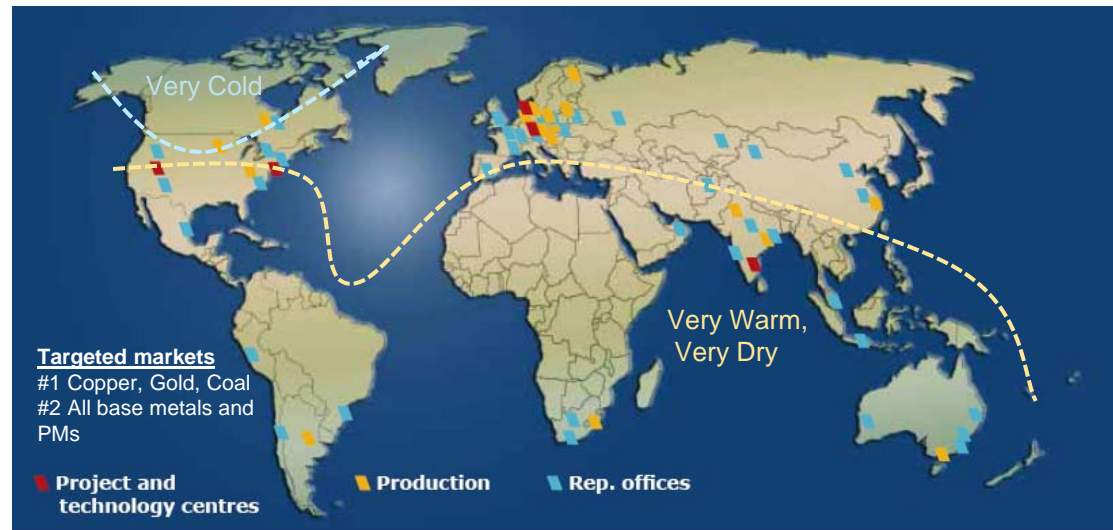 Very Cold
Very Warm,
Very Dry
Targeted markets
#1 Copper, Gold, Coal
#2 All base metals and
PMs
Project and
technology centres
Production
Rep. offices